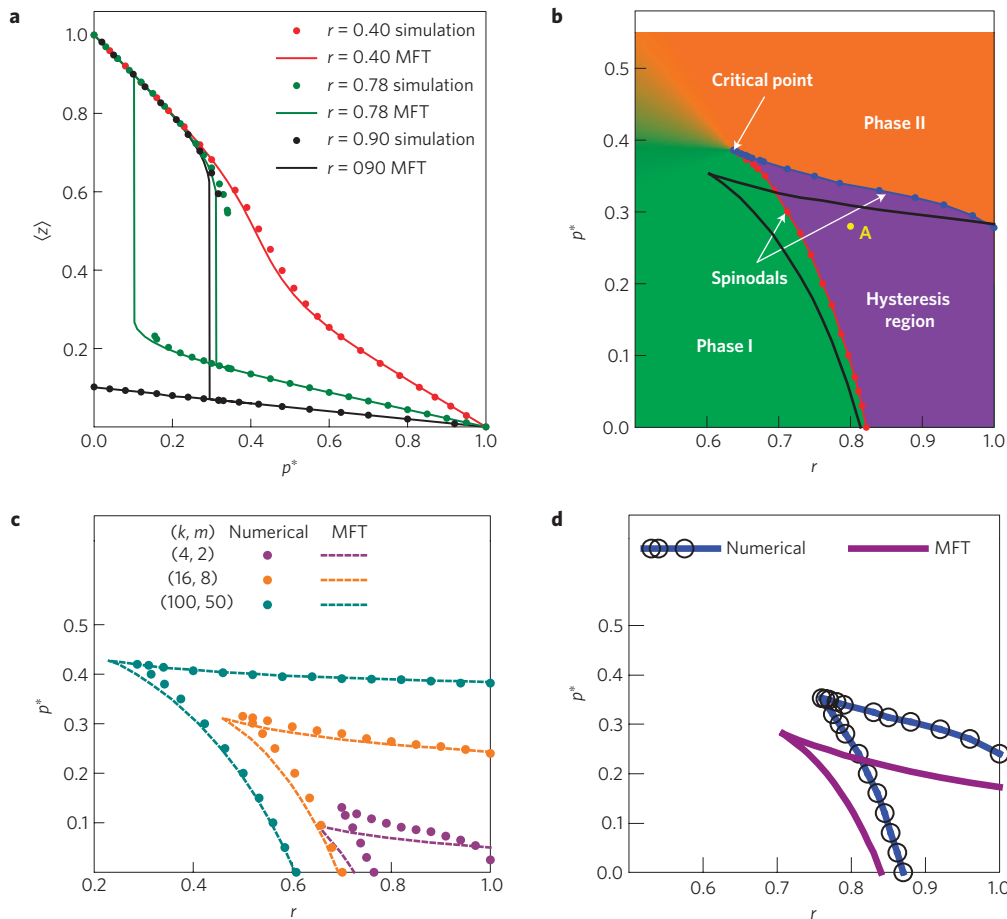 a
1.0
0.8
0.6
0.4
0.2
⟨z⟩
0.0
0.2
0.4
0.6
0.8
1.0
p*
r = 0.40 simulation
r = 0.40 MFT
r = 0.78 simulation
r = 0.78 MFT
r = 0.90 simulation
r = 090 MFT
b
0.5
0.4
0.3
0.2
0.1
0.0
p*
0.6
0.7
0.8
0.9
1.0
r
Critical point
Phase II
A
Spinodals
Hysteresis
region
Phase I
c
(k, m) Numerical MFT
(4, 2)
(16, 8)
(100, 50)
0.5
0.4
0.3
0.2
0.1
0
p*
0.2
0.4
0.6
0.8
1.0
r
d
Numerical
MFT
0.5
0.4
0.3
0.2
0.1
0
p*
0.6
0.7
0.8
0.9
1.0
r